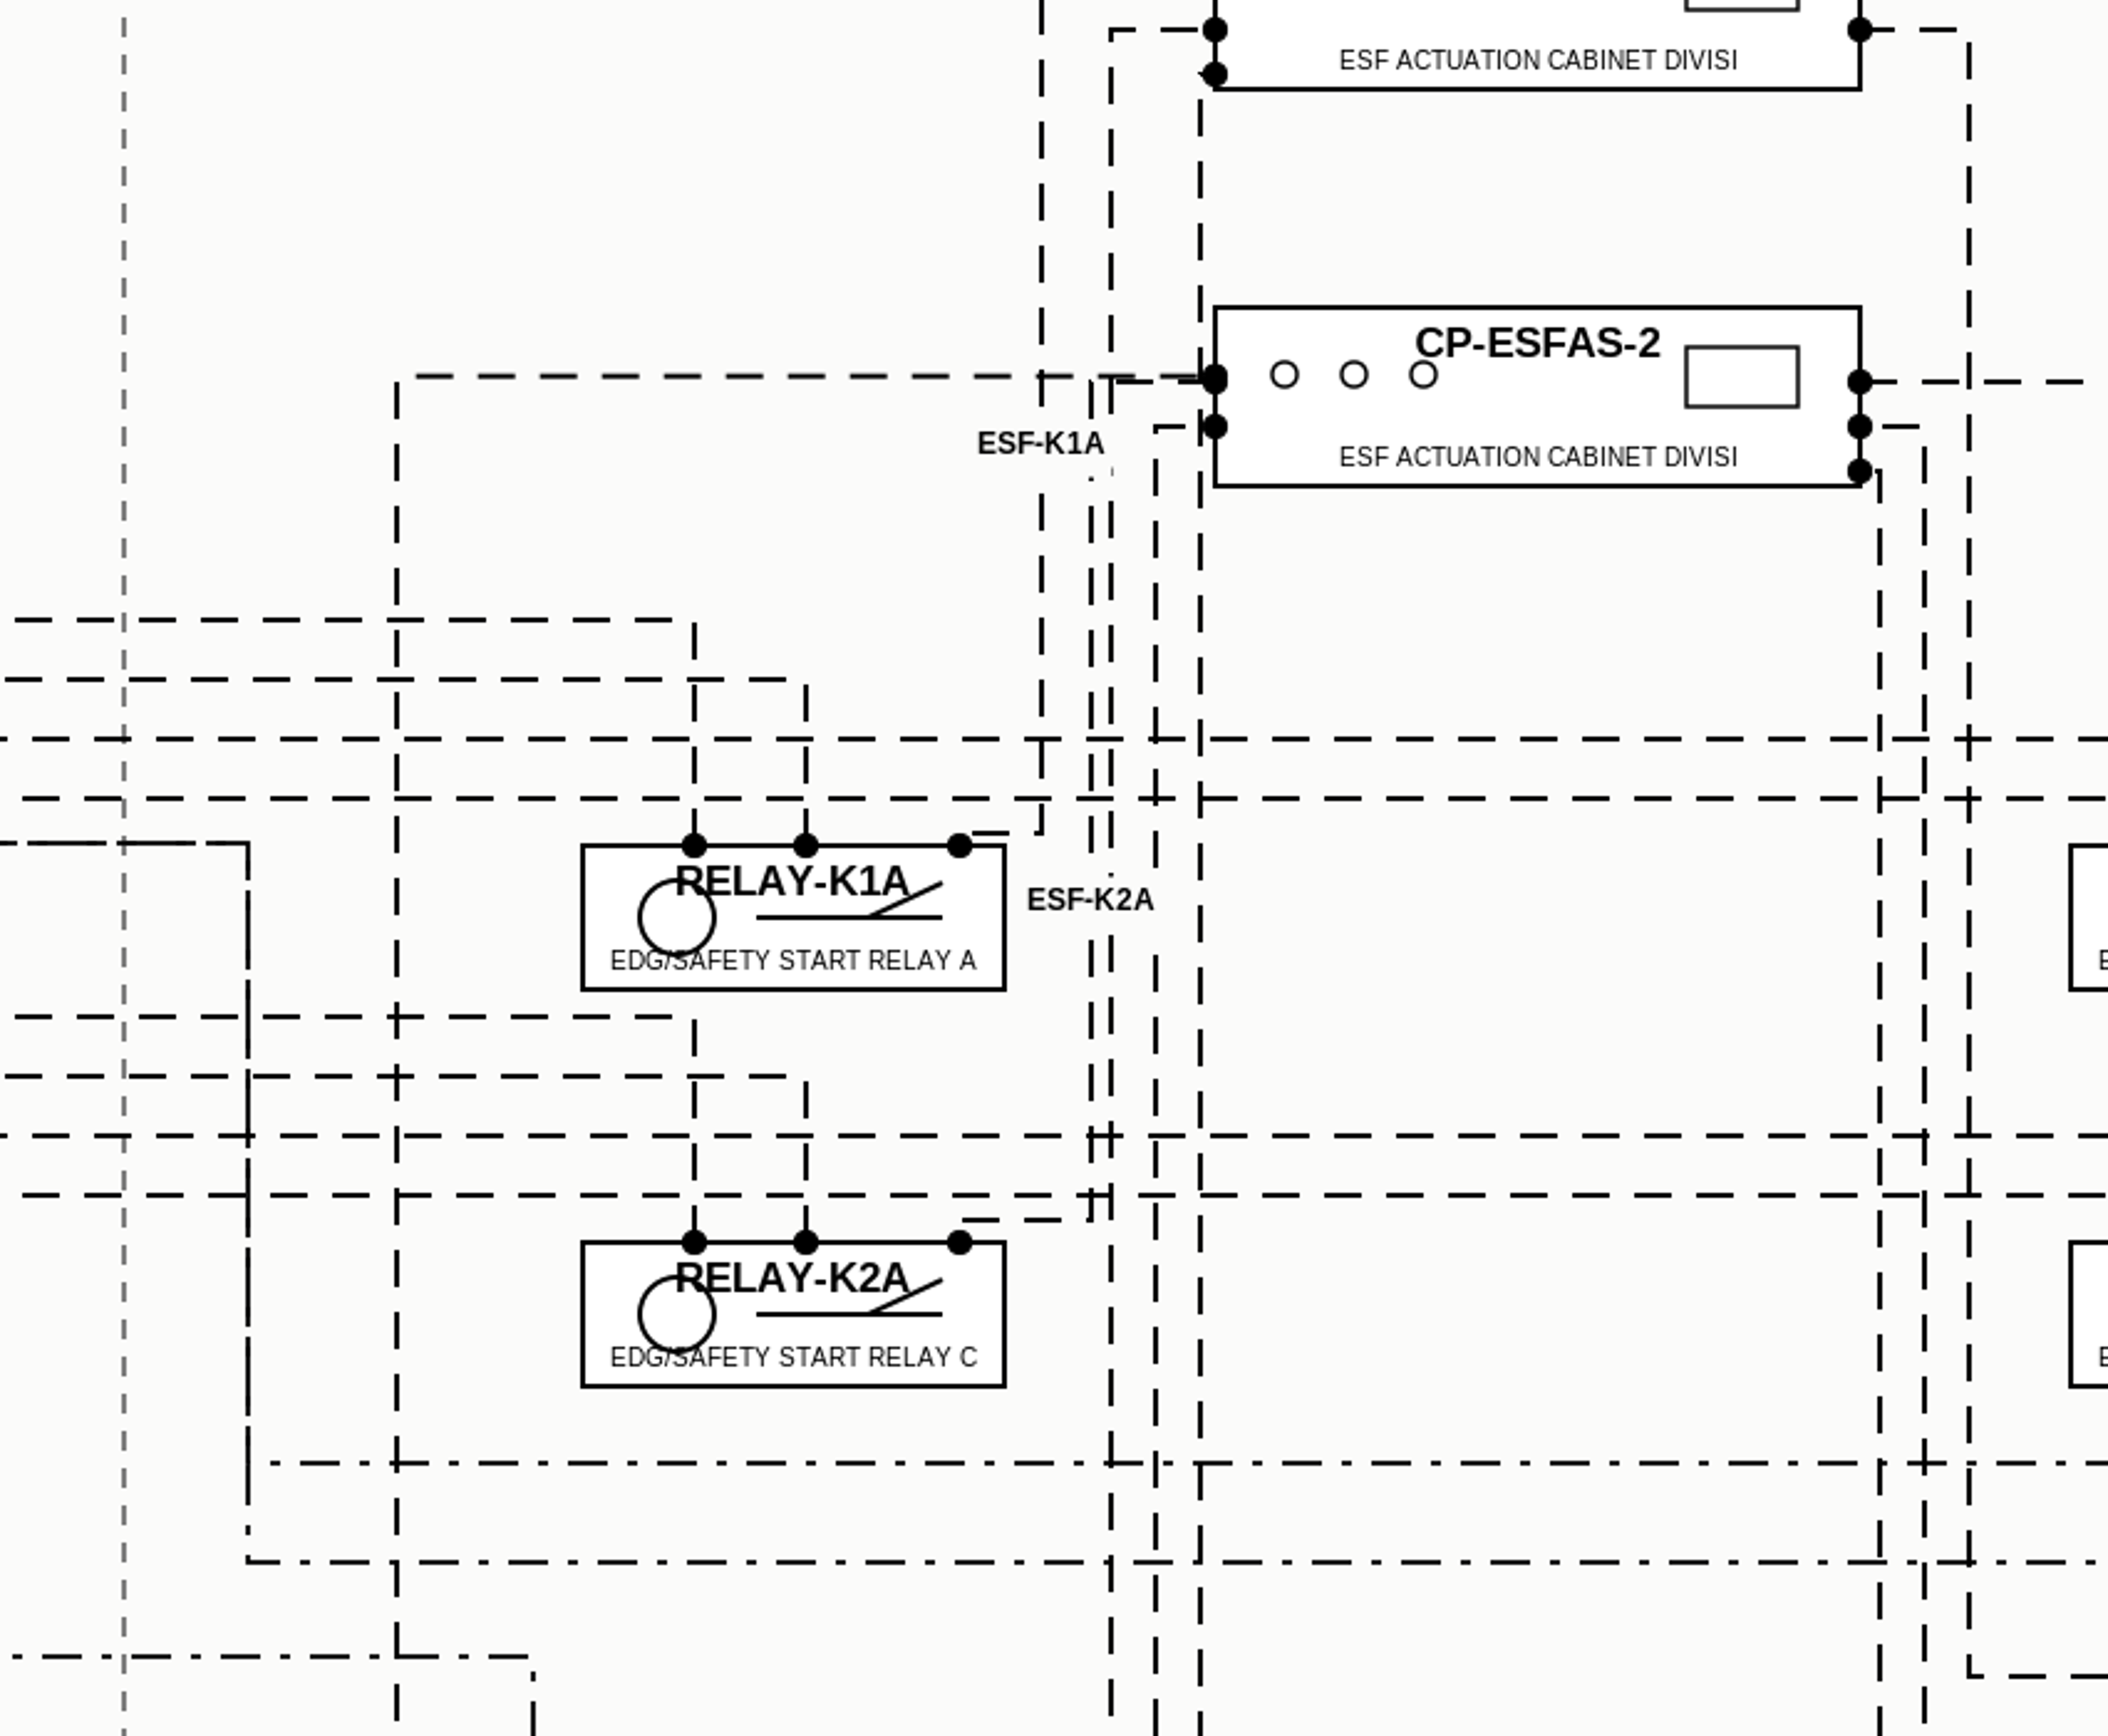 ESF ACTUATION CABINET DIVISI
CP-ESFAS-2
ESF-K1A
ESF ACTUATION CABINET DIVISI
RELAY-K1A
ESF-K2A
EDG/SAFETY START RELAY A
E
RELAY-K2A
EDG/SAFETY START RELAY C
E